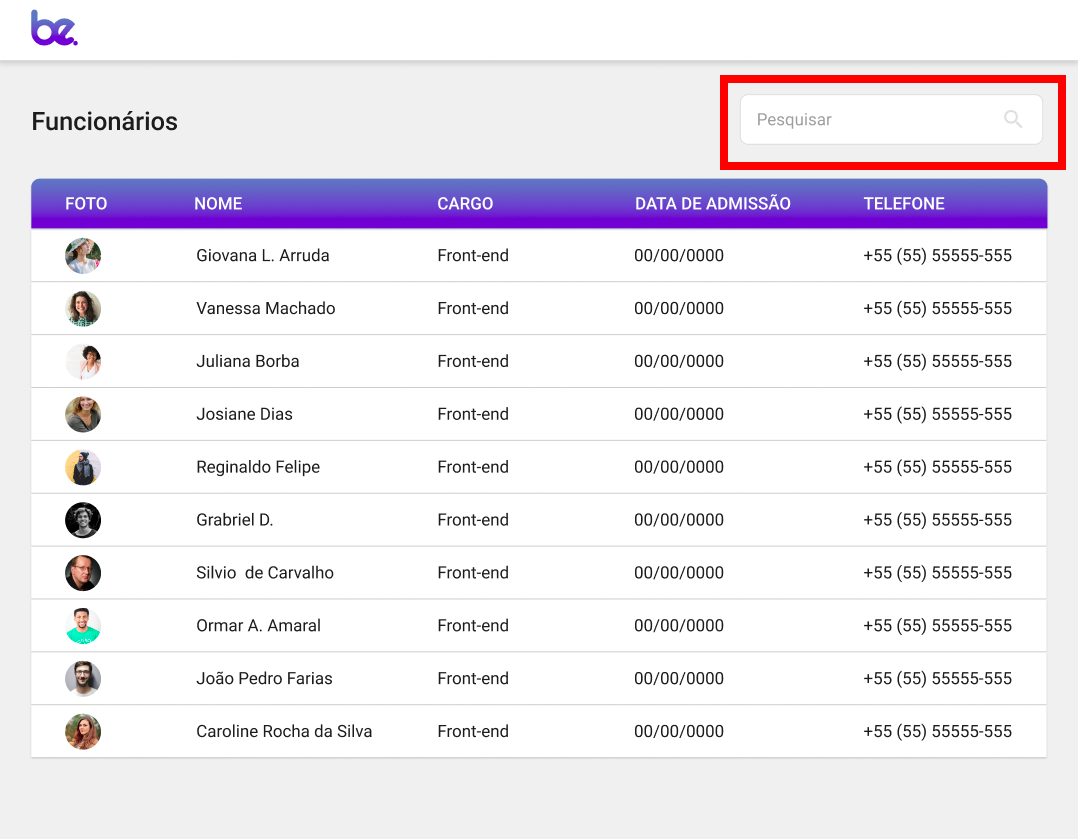 be.
Funcionários
Pesquisar
FOTO NOME CARGO DATA DE ADMISSÃO TELEFONE
Giovana L. Arruda Front-end 00/00/0000 +55 (55) 55555-555
Vanessa Machado Front-end 00/00/0000 +55 (55) 55555-555
Juliana Borba Front-end 00/00/0000 +55 (55) 55555-555
Josiane Dias Front-end 00/00/0000 +55 (55) 55555-555
Reginaldo Felipe Front-end 00/00/0000 +55 (55) 55555-555
Grabriel D. Front-end 00/00/0000 +55 (55) 55555-555
Silvio  de Carvalho Front-end 00/00/0000 +55 (55) 55555-555
Ormar A. Amaral Front-end 00/00/0000 +55 (55) 55555-555
João Pedro Farias Front-end 00/00/0000 +55 (55) 55555-555
Caroline Rocha da Silva Front-end 00/00/0000 +55 (55) 55555-555